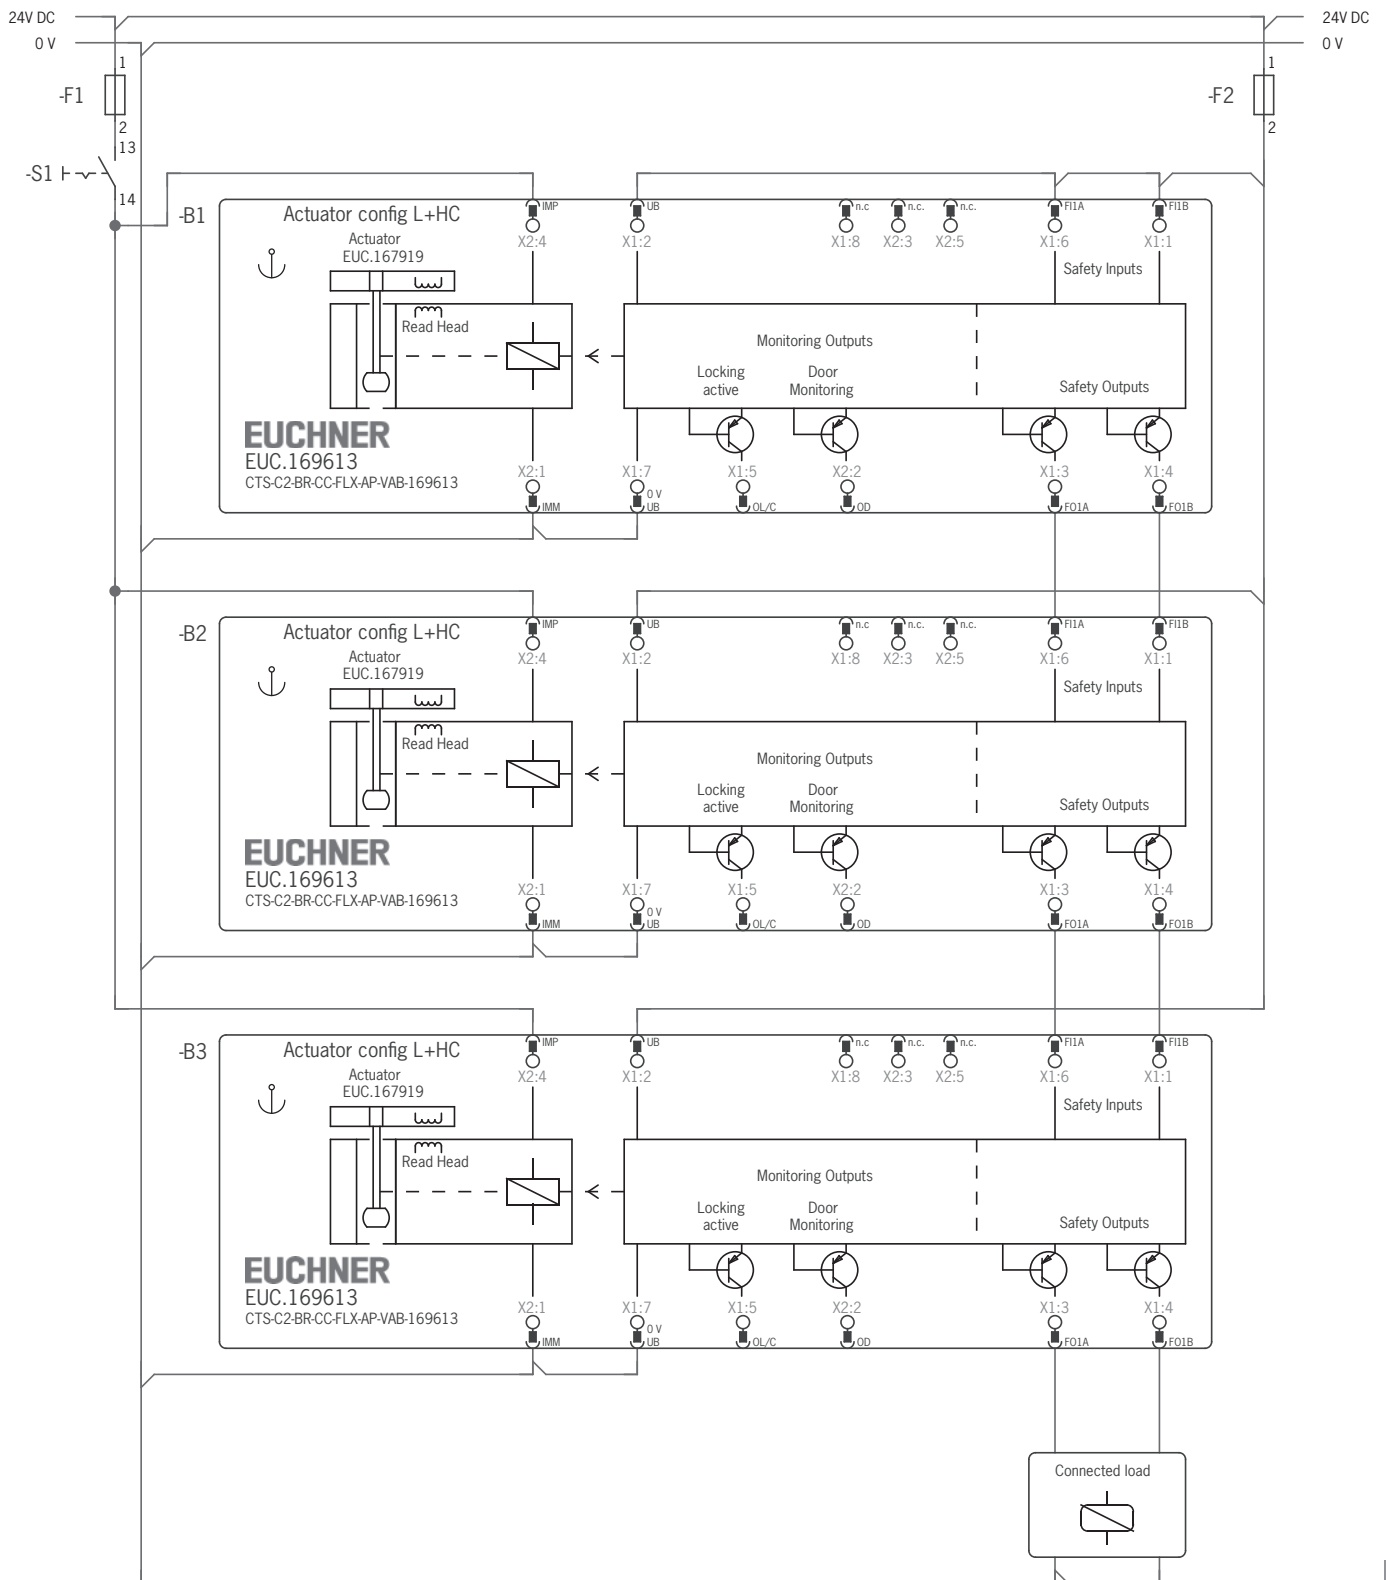 24V DC
24V DC
0 V
0 V
1
1
-F1
-F2
2
2
13
-S1
14
-B1
Actuator config L+HC
IMP
UB
n.c
n.c.
n.c.
FI1A
FI1B
X2:4
X1:2
X1:8
X2:3
X2:5
X1:6
X1:1
Actuator
EUC.167919
Safety Inputs
Read Head
Monitoring Outputs
Locking
active
Door
Monitoring
Safety Outputs
EUCHNER
EUC.169613
CTS-C2-BR-CC-FLX-AP-VAB-169613
X2:1
X1:7
X1:5
X2:2
X1:3
X1:4
IMM
0 V
UB
OL/C
OD
FO1A
FO1B
-B2
Actuator config L+HC
IMP
UB
n.c
n.c.
n.c.
FI1A
FI1B
X2:4
X1:2
X1:8
X2:3
X2:5
X1:6
X1:1
Actuator
EUC.167919
Safety Inputs
Read Head
Monitoring Outputs
Locking
active
Door
Monitoring
Safety Outputs
EUCHNER
EUC.169613
CTS-C2-BR-CC-FLX-AP-VAB-169613
X2:1
X1:7
X1:5
X2:2
X1:3
X1:4
IMM
0 V
UB
OL/C
OD
FO1A
FO1B
-B3
Actuator config L+HC
IMP
UB
n.c
n.c.
n.c.
FI1A
FI1B
X2:4
X1:2
X1:8
X2:3
X2:5
X1:6
X1:1
Actuator
EUC.167919
Safety Inputs
Read Head
Monitoring Outputs
Locking
active
Door
Monitoring
Safety Outputs
EUCHNER
EUC.169613
CTS-C2-BR-CC-FLX-AP-VAB-169613
X2:1
X1:7
X1:5
X2:2
X1:3
X1:4
IMM
0 V
UB
OL/C
OD
FO1A
FO1B
Connected load